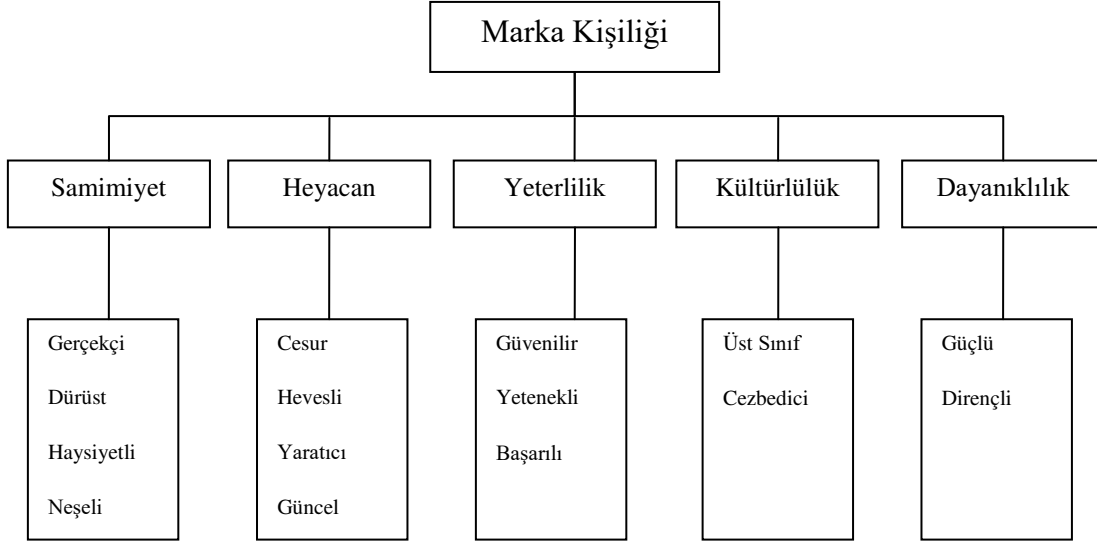 Marka Kişiliği
Samimiyet
Heyacan
Yeterlilik
Kültürlülük
Dayanıklılık
Gerçekçi
Dürüst
Haysiyetli
Neşeli
Cesur
Hevesli
Yaratıcı
Güncel
Güvenilir
Yetenekli
Başarılı
Üst Sınıf
Cezbedici
Güçlü
Dirençli